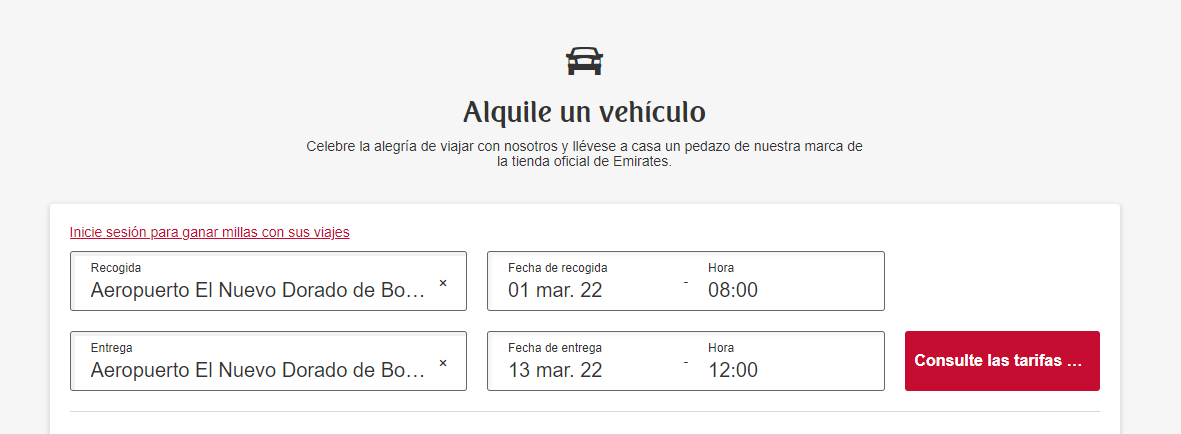 Alquile un vehículo
Celebre la alegría de viajar con nosotros y llévese a casa un pedazo de nuestra marca de
la tienda oficial de Emirates.
Inicie sesión para ganar millas con sus viajes
Recogida
Aeropuerto El Nuevo Dorado de Bo… ×
Fecha de recogida
01 mar. 22
-
Hora
08:00
Entrega
Aeropuerto El Nuevo Dorado de Bo… ×
Fecha de entrega
13 mar. 22
-
Hora
12:00
Consulte las tarifas …